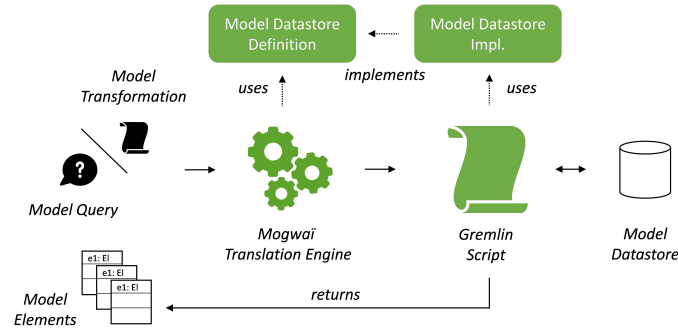 Model Datastore
Definition
Model Datastore
Impl.
implements
Model
Transformation
uses
uses
?
Model Query
Mogwaï
Translation Engine
Gremlin
Script
Model
Datastore
e1: El
e1: El
e1: El
Model
Elements
returns